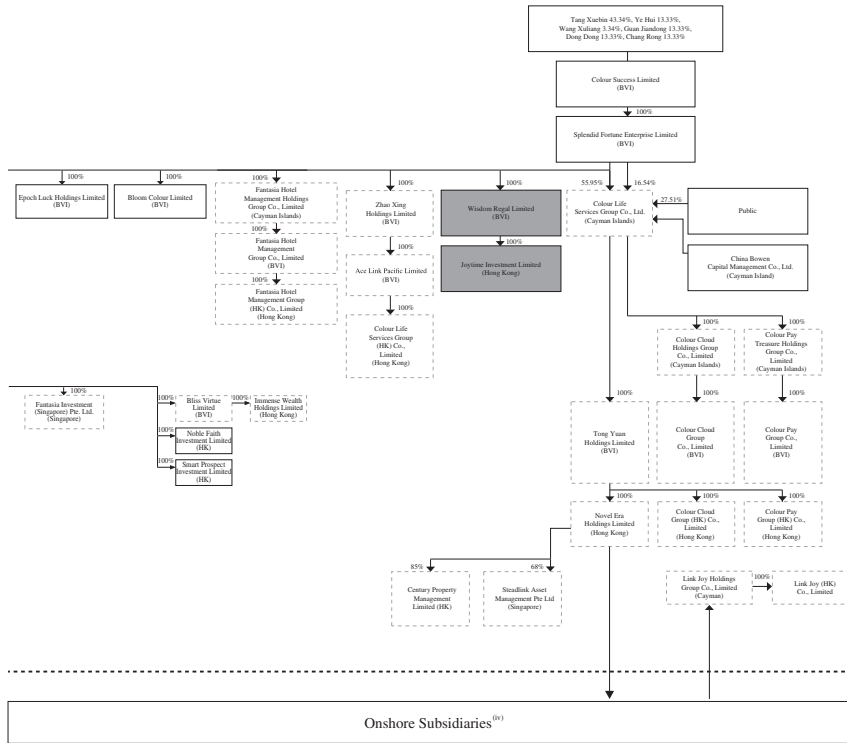 Tang Xuebin 43.34%, Ye Hui 13.33%,
Wang Xuliang 3.34%, Guan Jiandong 13.33%,
Dong Dong 13.33%, Chang Rong 13.33%
Colour Success Limited
(BVI)
100%
Splendid Fortune Enterprise Limited
(BVI)
100%
100%
100%
100%
100%
55.95%
16.54%
Epoch Luck Holdings Limited
(BVI)
Bloom Colour Limited
(BVI)
Fantasia Hotel
Management Holdings
Group Co., Limited
(Cayman Islands)
100%
Fantasia Hotel
Management
Group Co., Limited
(BVI)
100%
Fantasia Hotel
Management Group
(HK) Co., Limited
(Hong Kong)
Zhao Xing
Holdings Limited
(BVI)
100%
Ace Link Pacific Limited
(BVI)
100%
Colour Life
Services Group
(HK) Co.,
Limited
(Hong Kong)
Wisdom Regal Limited
(BVI)
100%
Joytime Investment Limited
(Hong Kong)
Colour Life
Services Group Co., Ltd.
(Cayman Islands)
27.51%
Public
China Bowen
Capital Management Co., Ltd.
(Cayman Island)
100%
100%
Colour Cloud
Holdings Group
Co., Limited
(Cayman Islands)
Colour Pay
Treasure Holdings
Group Co.,
Limited
(Cayman Islands)
100%
Fantasia Investment
(Singapore) Pte. Ltd.
(Singapore)
100%
Bliss Virtue
Limited
(BVI)
100%
Immense Wealth
Holdings Limited
(Hong Kong)
100%
Noble Faith
Investment Limited
(HK)
100%
Smart Prospect
Investment Limited
(HK)
100%
100%
100%
Tong Yuan
Holdings Limited
(BVI)
Colour Cloud
Group
Co., Limited
(BVI)
Colour Pay
Group Co.,
Limited
(BVI)
100%
100%
100%
Novel Era
Holdings Limited
(Hong Kong)
Colour Cloud
Group (HK) Co.,
Limited
(Hong Kong)
Colour Pay
Group (HK) Co.,
Limited
(Hong Kong)
85%
68%
Century Property
Management
Limited (HK)
Steadlink Asset
Management Pte Ltd
(Singapore)
Link Joy Holdings
Group Co., Limited
(Cayman)
100%
Link Joy (HK)
Co., Limited
Onshore Subsidiaries(iv)